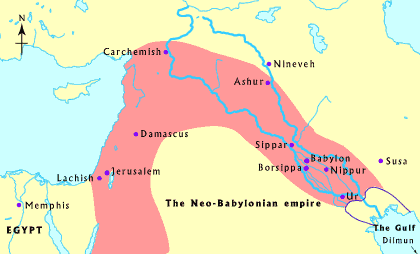 N
Carchemish
Nineveh
Ashur
Damascus
Sippar
Babylon
Susa
Borsippa
Nippur
Jerusalem
Lachish
Ur
Memphis
The Neo-Babylonian empire
EGYPT
The Gulf
Dilmun